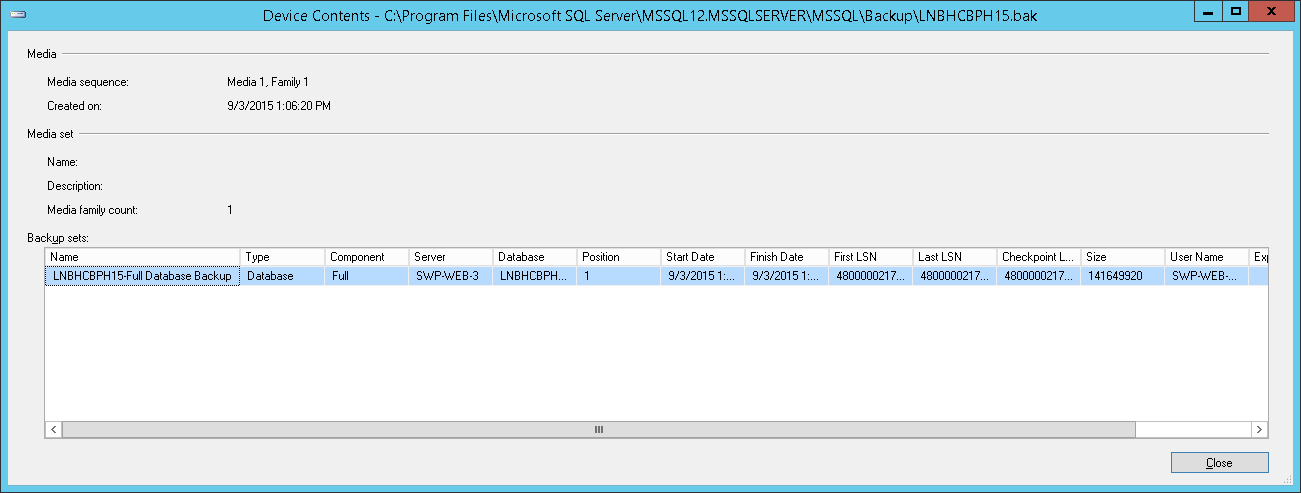 Device Contents - C:\Program Files\Microsoft SQL Server\MSSQL12.MSSQLSERVER\MSSQL\Backup\LNBHCBPH15.bak
Media
Media sequence: Media 1, Family 1
Created on: 9/3/2015 1:06:20 PM
Media set
Name:
Description:
Media family count: 1
Backup sets:
Name Type Component Server Database Position Start Date Finish Date First LSN Last LSN Checkpoint L... Size User Name Exp
LNBHCBPH15-Full Database Backup Database Full SWP-WEB-3 LNBHCBPH... 1 9/3/2015 1:... 9/3/2015 1:... 4800000217... 4800000217... 4800000217... 141649920 SWP-WEB-...
Close